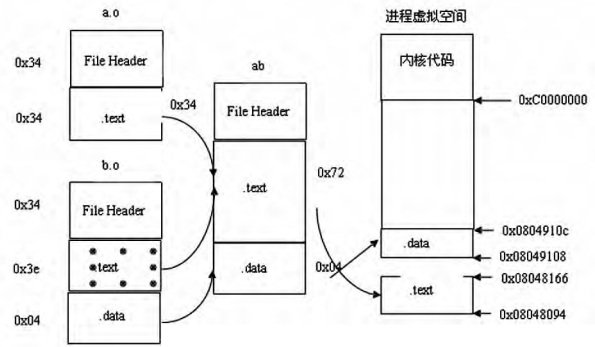 a.o
0x34
File Header
0x34
.text
0x34
b.o
0x34
File Header
0x3e
.text
0x04
.data
ab
File Header
.text
0x72
.data
0x04
进程虚拟空间
内核代码
0xC0000000
0x0804910c
.data
0x08049108
0x08048166
.text
0x08048094